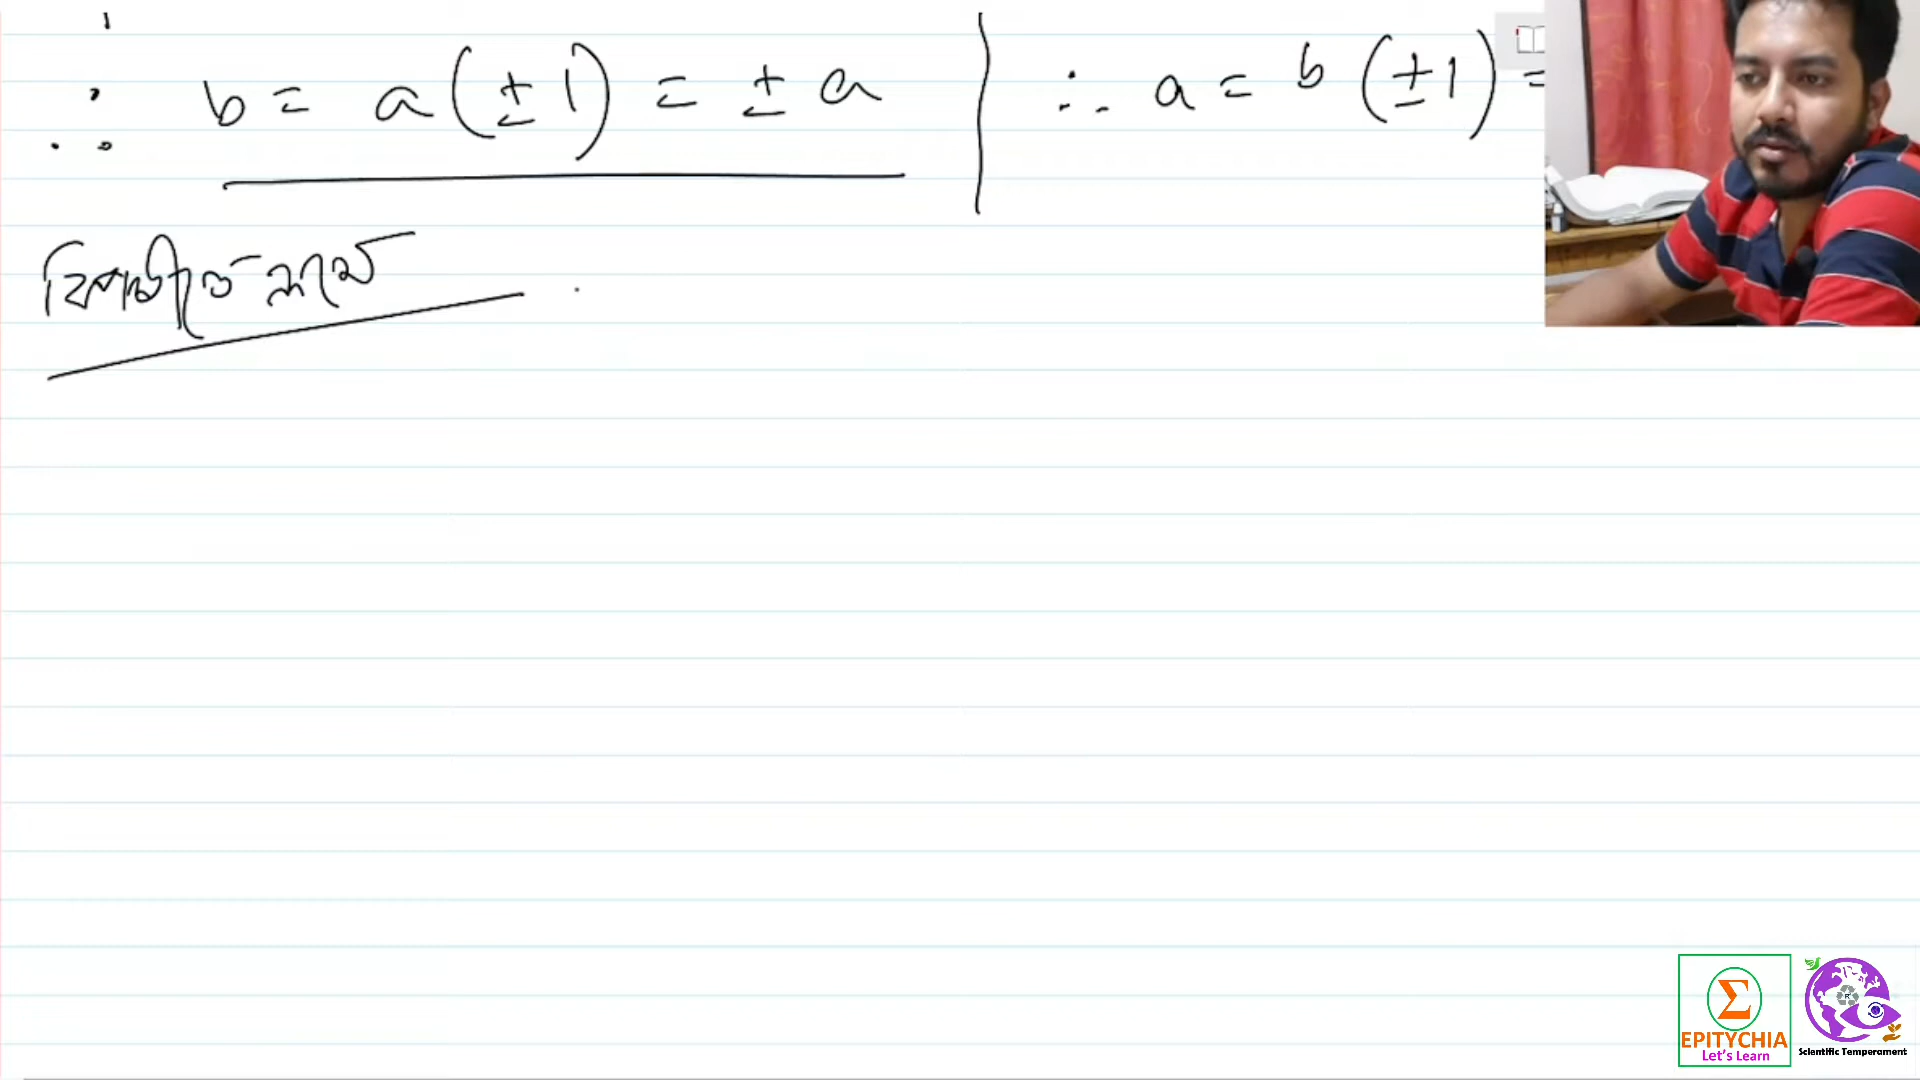 ∴ b = a (±1) = ± a
∴ a = b (±1) =
বিপরীত ক্রমে
Σ
EPITYCHIA
Let's Learn
Scientific Temperament